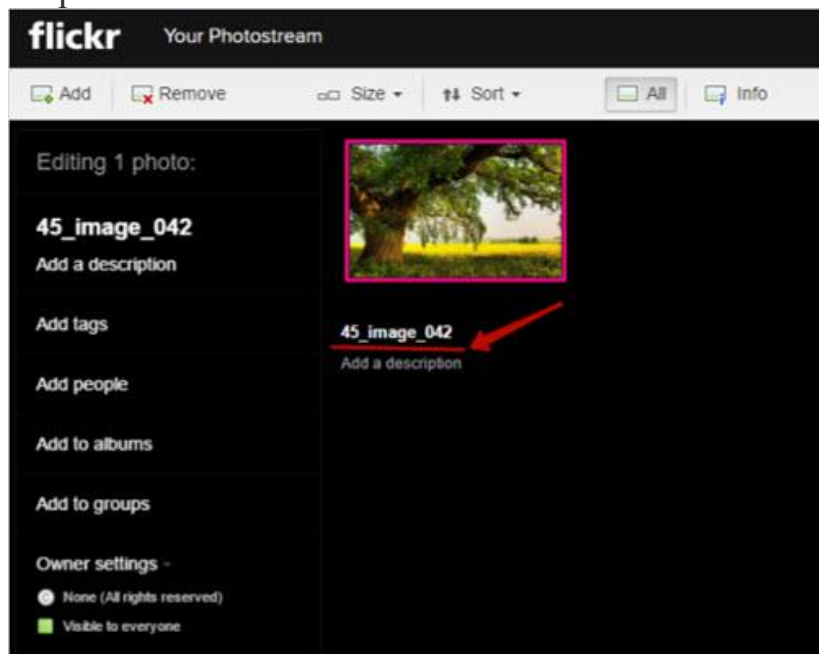 flickr Your Photostream
Add Remove Size Sort All Info
Editing 1 photo:
45_image_042
Add a description
Add tags
Add people
Add to albums
Add to groups
Owner settings -
None (All rights reserved)
Visible to everyone
45_image_042
Add a description